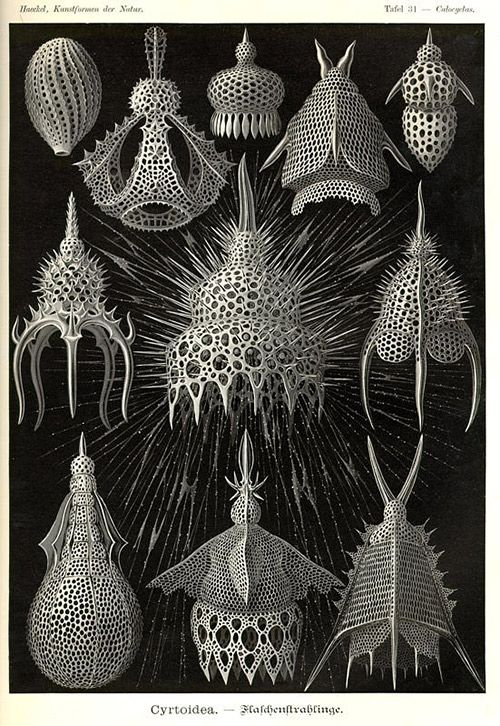 Haeckel, Kunstformen der Natur.
Tafel 31 — Calocyclas.
Cyrtoidea. — Flaschenstrahlinge.